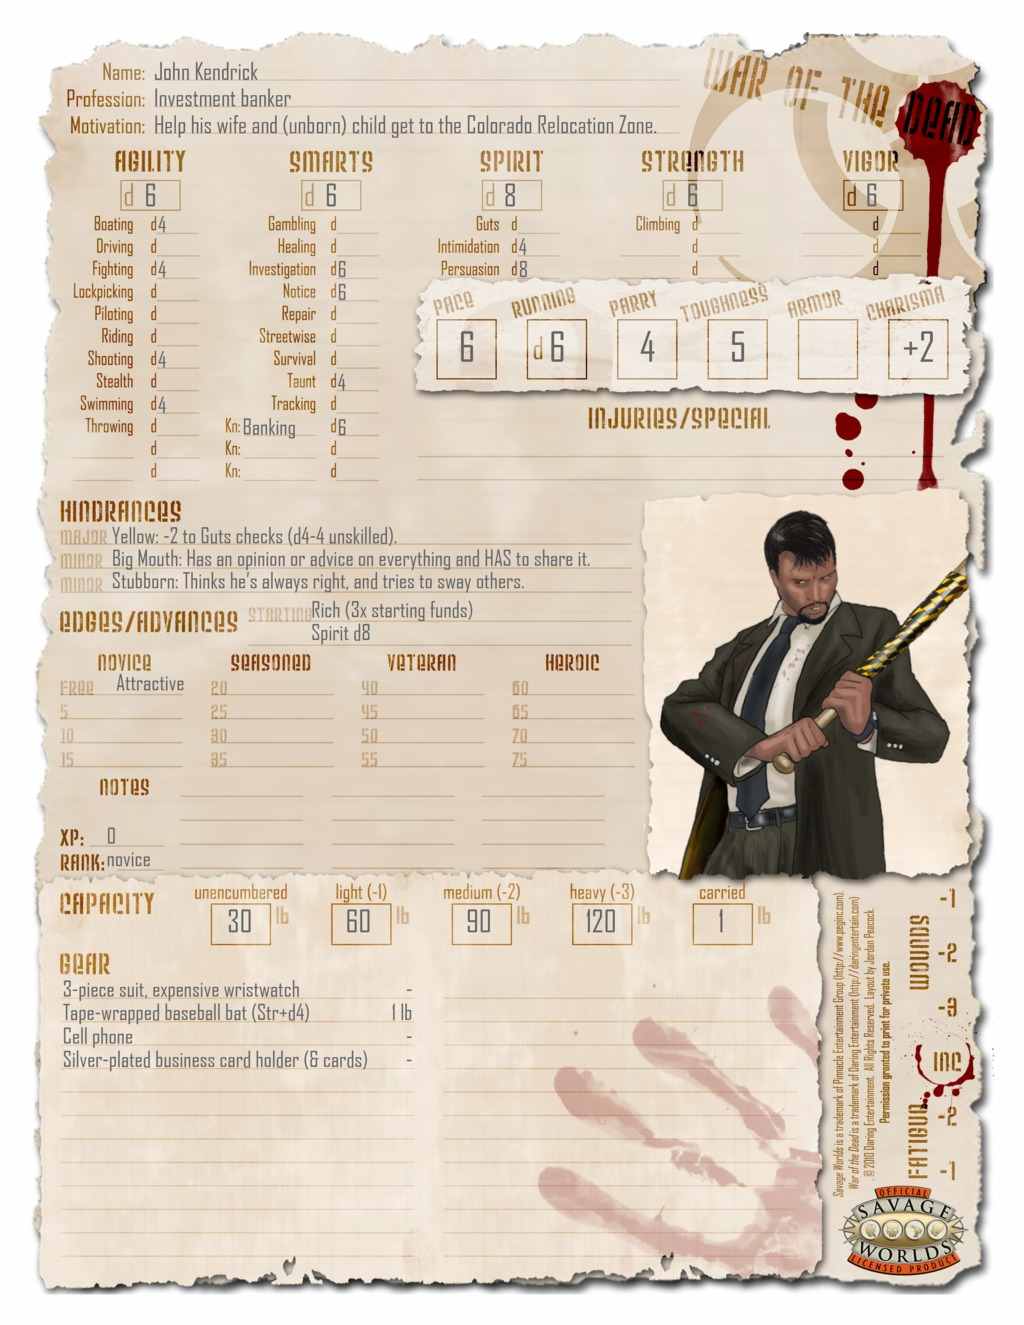 WAR OF THE DEAD
Name: John Kendrick
Profession: Investment banker
Motivation: Help his wife and (unborn) child get to the Colorado Relocation Zone.
AGILITY SMARTS SPIRIT STRENGTH VIGOR
d 6 d 6 d 8 d 6 d 6
Boating d4 Gambling d Guts d Climbing d d
Driving d Healing d Intimidation d4 d d
Fighting d4 Investigation d6 Persuasion d8 d d
Lockpicking d Notice d6
Piloting d Repair d
Riding d Streetwise d
Shooting d4 Survival d
Stealth d Taunt d4
Swimming d4 Tracking d
Throwing d Kn: Banking d6
d Kn: d
d Kn: d
PACE RUNNING PARRY TOUGHNESS ARMOR CHARISMA
6 d 6 4 5 +2
INJURIES/SPECIAL
HINDRANCES
MAJOR Yellow: -2 to Guts checks (d4-4 unskilled).
MINOR Big Mouth: Has an opinion or advice on everything and HAS to share it.
MINOR Stubborn: Thinks he's always right, and tries to sway others.
EDGES/ADVANCES STARTING Rich (3x starting funds)
Spirit d8
NOVICE SEASONED VETERAN HEROIC
FREE Attractive 20 40 60
5 25 45 65
10 30 50 70
15 35 55 75
NOTES
XP: 0
RANK: novice
CAPACITY
unencumbered light (-1) medium (-2) heavy (-3) carried
30 lb 60 lb 90 lb 120 lb 1 lb
GEAR
3-piece suit, expensive wristwatch -
Tape-wrapped baseball bat (Str+d4) 1 lb
Cell phone -
Silver-plated business card holder (& cards) -
Savage Worlds is a trademark of Pinnacle Entertainment Group (http://www.peginc.com).
War of the Dead is a trademark of Daring Entertainment (http://daringentertain.com)
© 2010 Daring Entertainment. All Rights Reserved. Layout by Jordan Peacock
Permission granted to print for private use.
WOUNDS
-1
-2
-3
INC
FATIGUE
-2
-1
OFFICIAL
SAVAGE
WORLDS
LICENSED PRODUCT